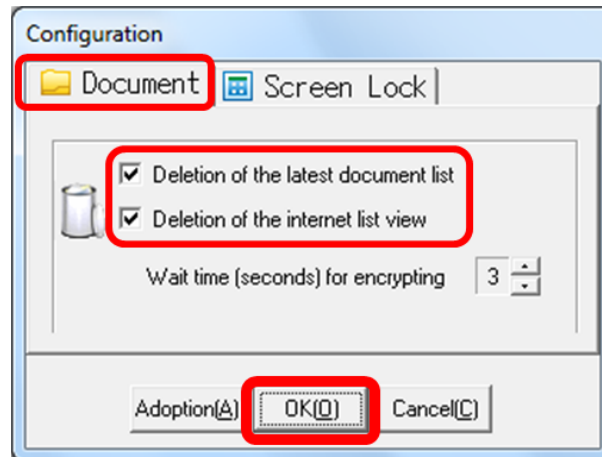 Configuration
Document Screen Lock
Deletion of the latest document list
Deletion of the internet list view
Wait time (seconds) for encrypting 3
Adoption(A) OK(O) Cancel(C)